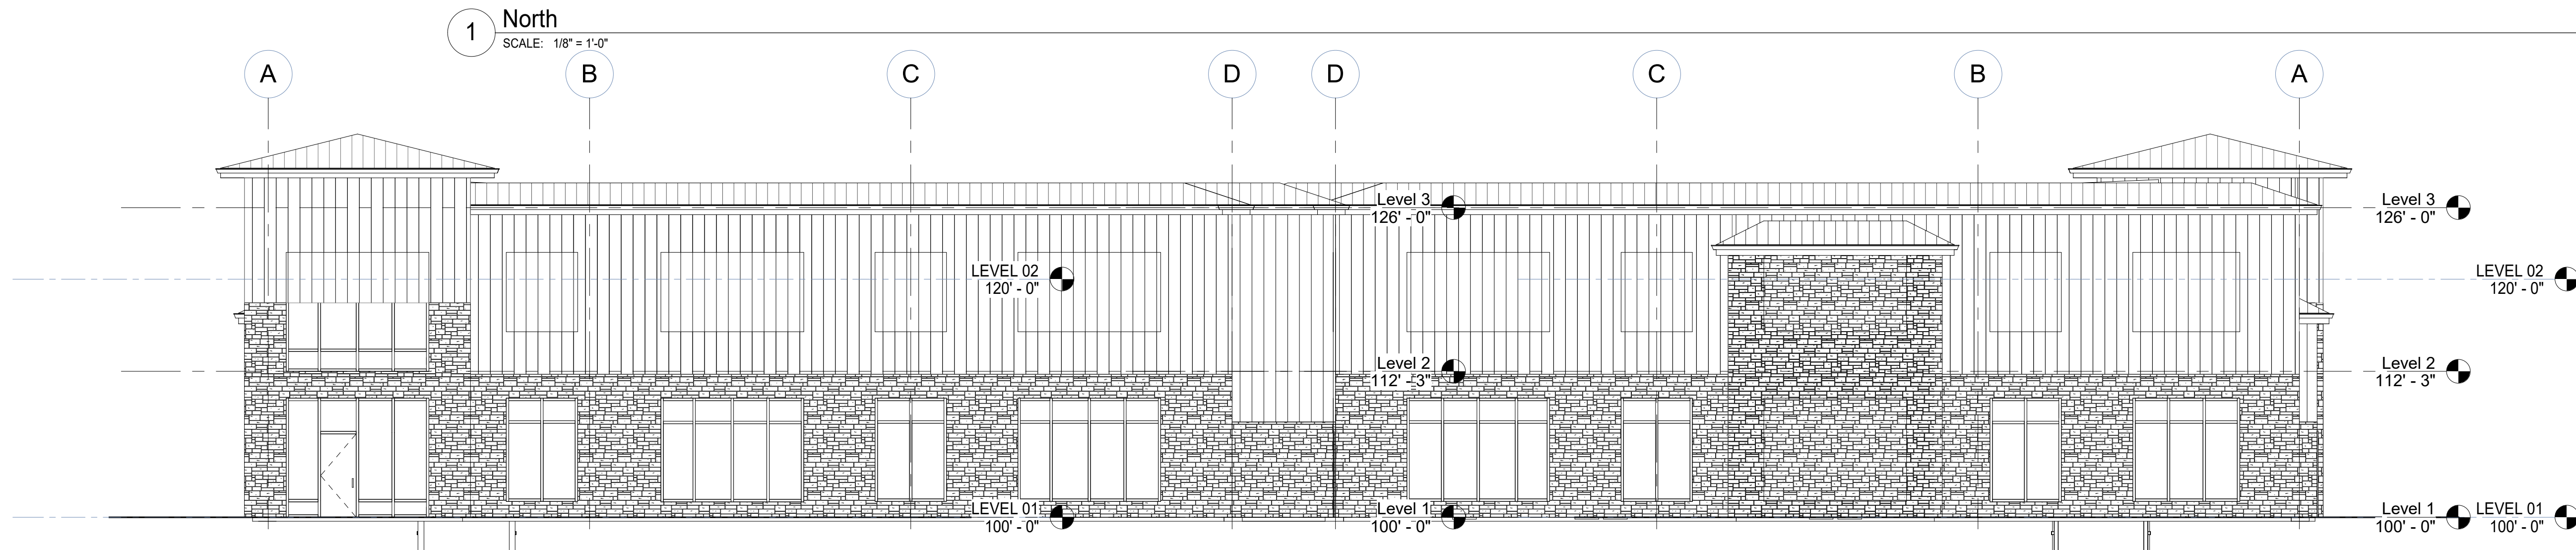 1
North
SCALE: 1/8" = 1'-0"
A
B
C
D
D
C
B
A
Level 3
126' - 0"
Level 3
126' - 0"
LEVEL 02
120' - 0"
LEVEL 02
120' - 0"
Level 2
112' - 3"
Level 2
112' - 3"
LEVEL 01
100' - 0"
Level 1
100' - 0"
Level 1
100' - 0"
LEVEL 01
100' - 0"